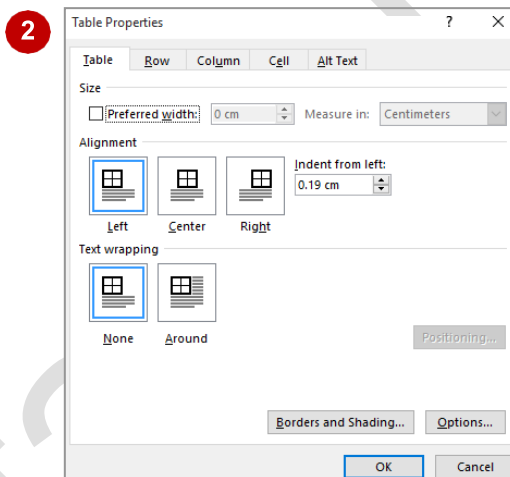 2
Table Properties ? ×
Table Row Column Cell Alt Text
Size
Preferred width: 0 cm Measure in: Centimeters
Alignment
Indent from left:
0.19 cm
Left Center Right
Text wrapping
None Around
Positioning...
Borders and Shading... Options...
OK Cancel